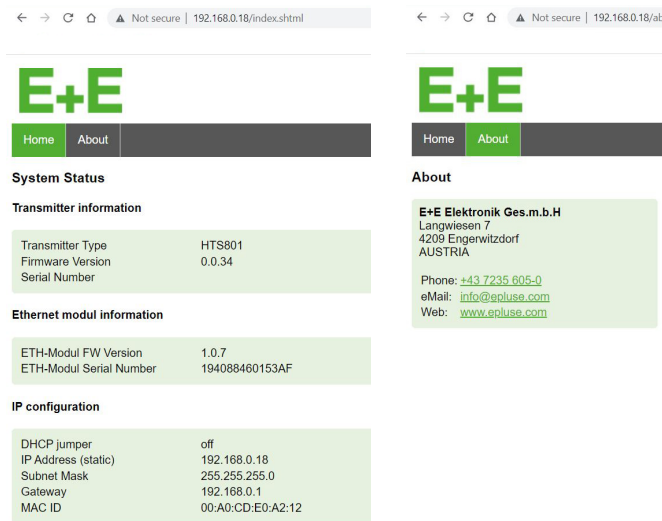 Not secure | 192.168.0.18/index.shtml
E+E
Home About
System Status
Transmitter information
Transmitter Type HTS801
Firmware Version 0.0.34
Serial Number
Ethernet modul information
ETH-Modul FW Version 1.0.7
ETH-Modul Serial Number 194088460153AF
IP configuration
DHCP jumper off
IP Address (static) 192.168.0.18
Subnet Mask 255.255.255.0
Gateway 192.168.0.1
MAC ID 00:A0:CD:E0:A2:12
Not secure | 192.168.0.18/ab
E+E
Home About
About
E+E Elektronik Ges.m.b.H
Langwiesen 7
4209 Engerwitzdorf
AUSTRIA
Phone: +43 7235 605-0
eMail: info@epluse.com
Web: www.epluse.com